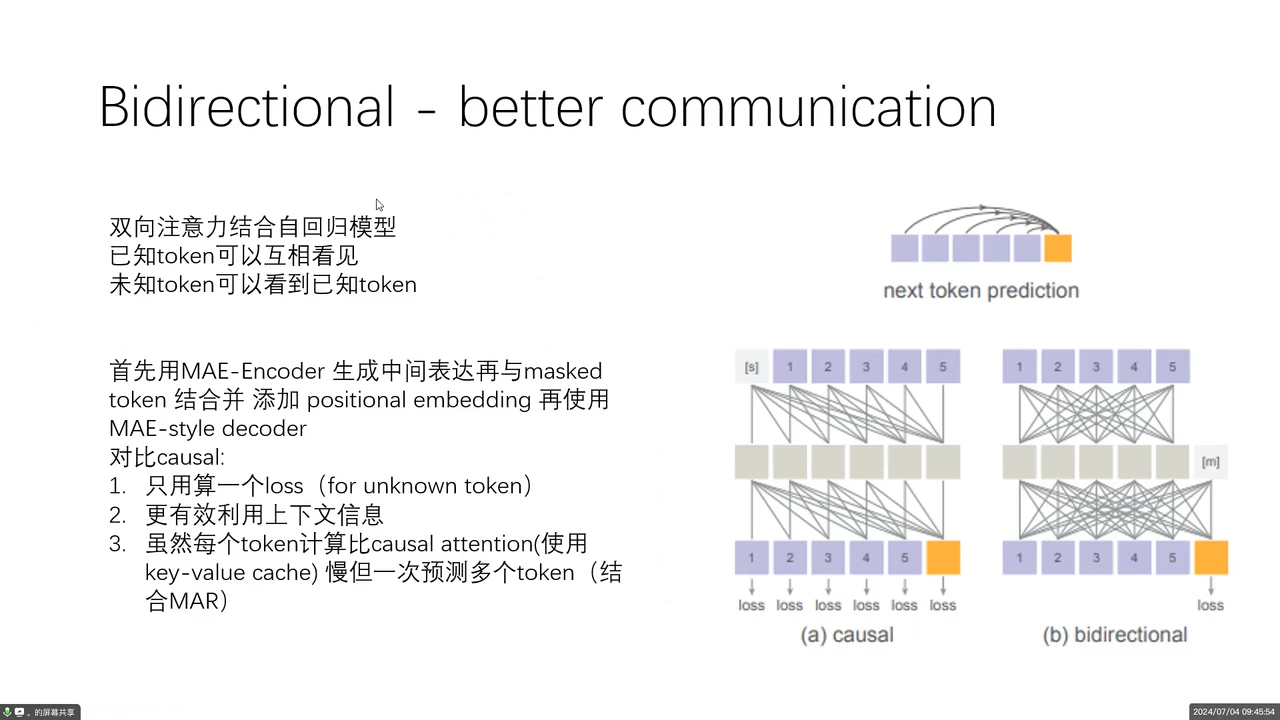 Bidirectional - better communication
双向注意力结合自回归模型
已知token可以互相看见
未知token可以看到已知token
首先用MAE-Encoder 生成中间表达再与masked
token 结合并 添加 positional embedding 再使用
MAE-style decoder
对比causal:
1. 只用算一个loss（for unknown token）
2. 更有效利用上下文信息
3. 虽然每个token计算比causal attention(使用
key-value cache) 慢但一次预测多个token（结
合MAR）
next token prediction
[s] 1 2 3 4 5
1 2 3 4 5
loss loss loss loss loss loss
(a) causal
1 2 3 4 5
[m]
1 2 3 4 5
loss
(b) bidirectional
。的屏幕共享
2024/07/04 09:45:54